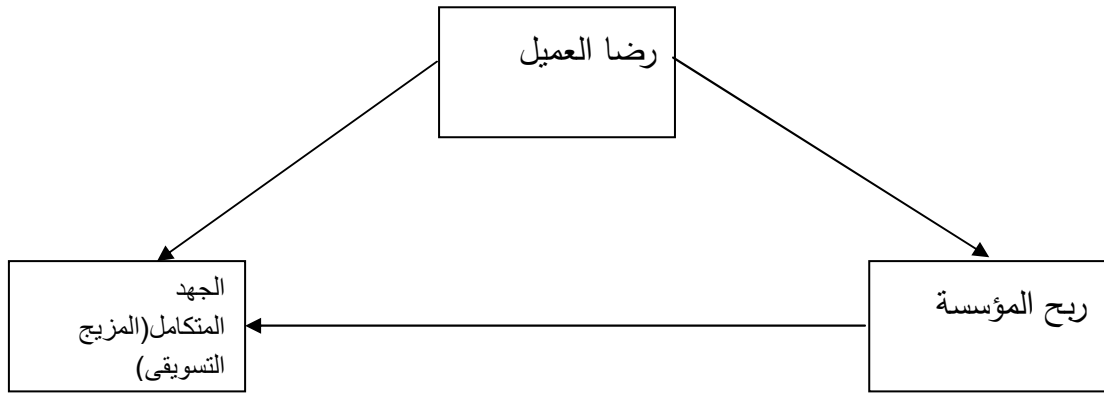 رضا العميل
ربح المؤسسة
الجهد
المتكامل(المزيج
التسويقى)